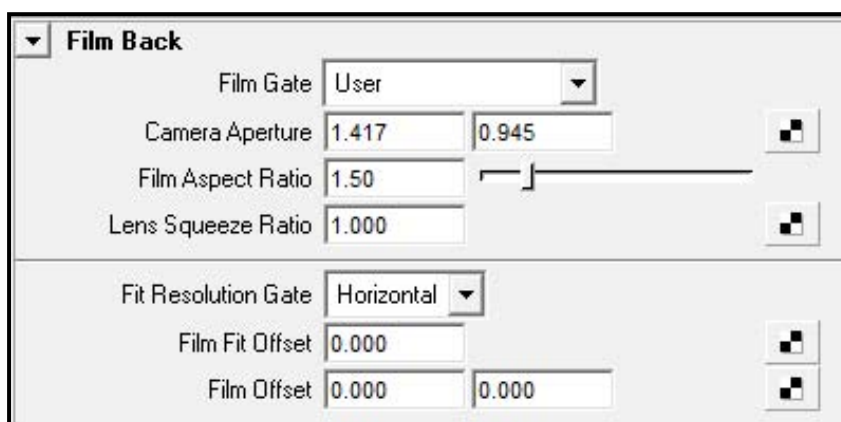 Film Back
Film Gate User
Camera Aperture 1.417 0.945
Film Aspect Ratio 1.50
Lens Squeeze Ratio 1.000
Fit Resolution Gate Horizontal
Film Fit Offset 0.000
Film Offset 0.000 0.000